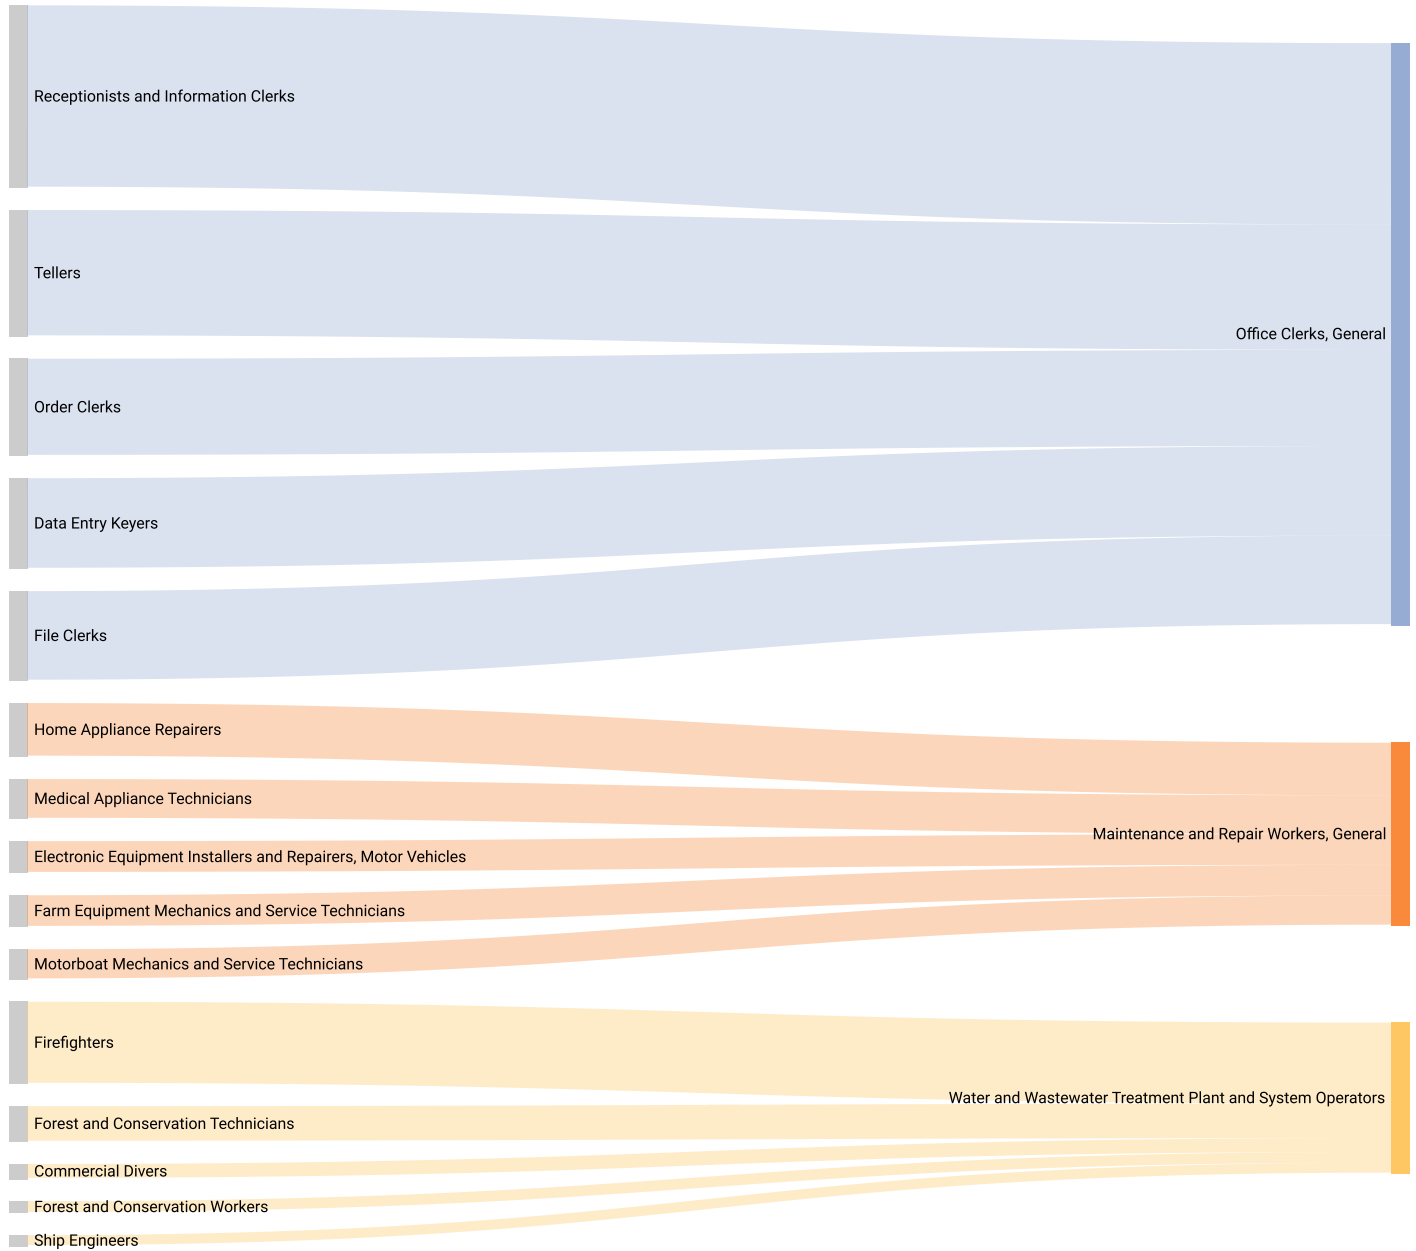 Receptionists and Information Clerks
Tellers
Office Clerks, General
Order Clerks
Data Entry Keyers
File Clerks
Home Appliance Repairers
Medical Appliance Technicians
Maintenance and Repair Workers, General
Electronic Equipment Installers and Repairers, Motor Vehicles
Farm Equipment Mechanics and Service Technicians
Motorboat Mechanics and Service Technicians
Firefighters
Water and Wastewater Treatment Plant and System Operators
Forest and Conservation Technicians
Commercial Divers
Forest and Conservation Workers
Ship Engineers